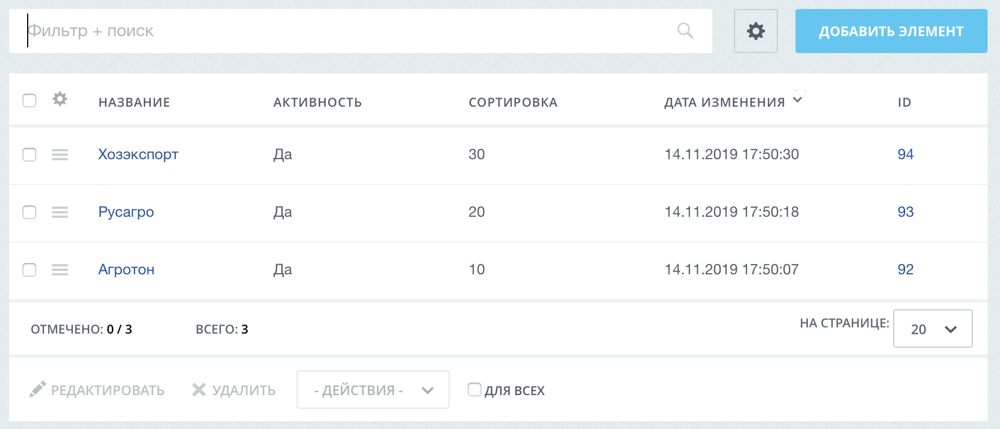 Фильтр + поиск
ДОБАВИТЬ ЭЛЕМЕНТ
НАЗВАНИЕ АКТИВНОСТЬ СОРТИРОВКА ДАТА ИЗМЕНЕНИЯ ID
Хозэкспорт Да 30 14.11.2019 17:50:30 94
Русагро Да 20 14.11.2019 17:50:18 93
Агротон Да 10 14.11.2019 17:50:07 92
ОТМЕЧЕНО: 0 / 3 ВСЕГО: 3 НА СТРАНИЦЕ: 20
РЕДАКТИРОВАТЬ УДАЛИТЬ - ДЕЙСТВИЯ - ДЛЯ ВСЕХ